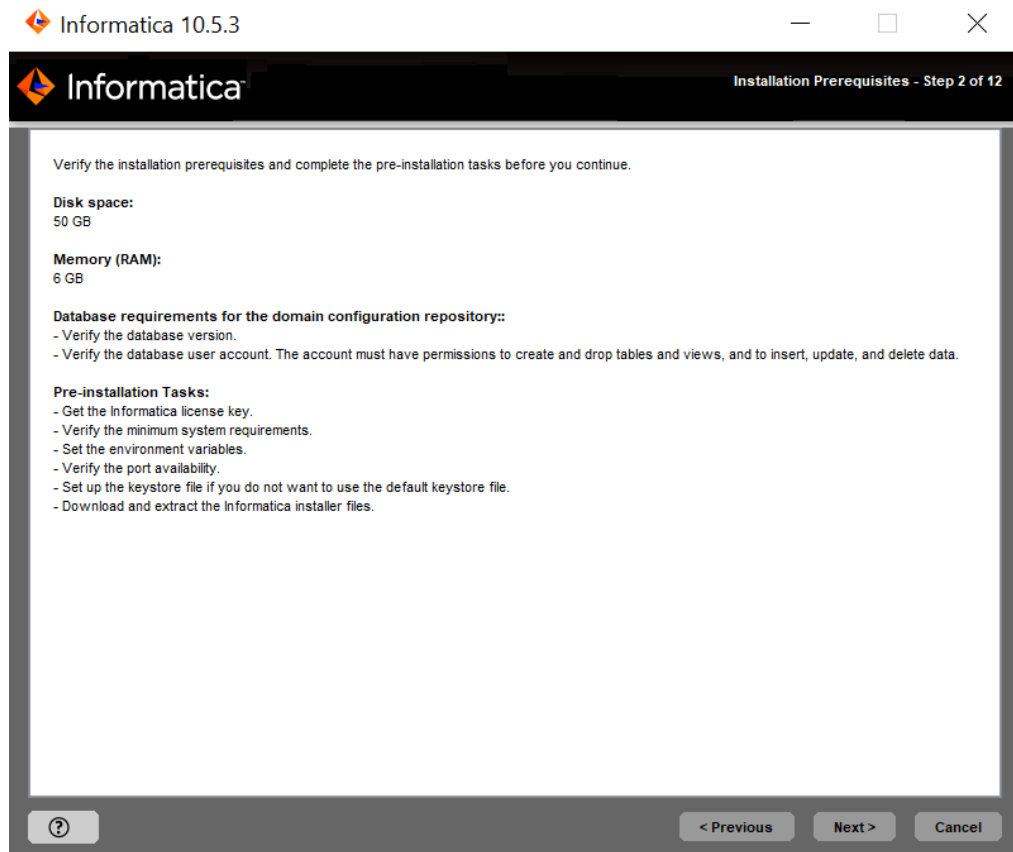 Informatica 10.5.3
Informatica™
Installation Prerequisites - Step 2 of 12
Verify the installation prerequisites and complete the pre-installation tasks before you continue.
Disk space:
50 GB
Memory (RAM):
6 GB
Database requirements for the domain configuration repository::
- Verify the database version.
- Verify the database user account. The account must have permissions to create and drop tables and views, and to insert, update, and delete data.
Pre-installation Tasks:
- Get the Informatica license key.
- Verify the minimum system requirements.
- Set the environment variables.
- Verify the port availability.
- Set up the keystore file if you do not want to use the default keystore file.
- Download and extract the Informatica installer files.
?
< Previous
Next >
Cancel